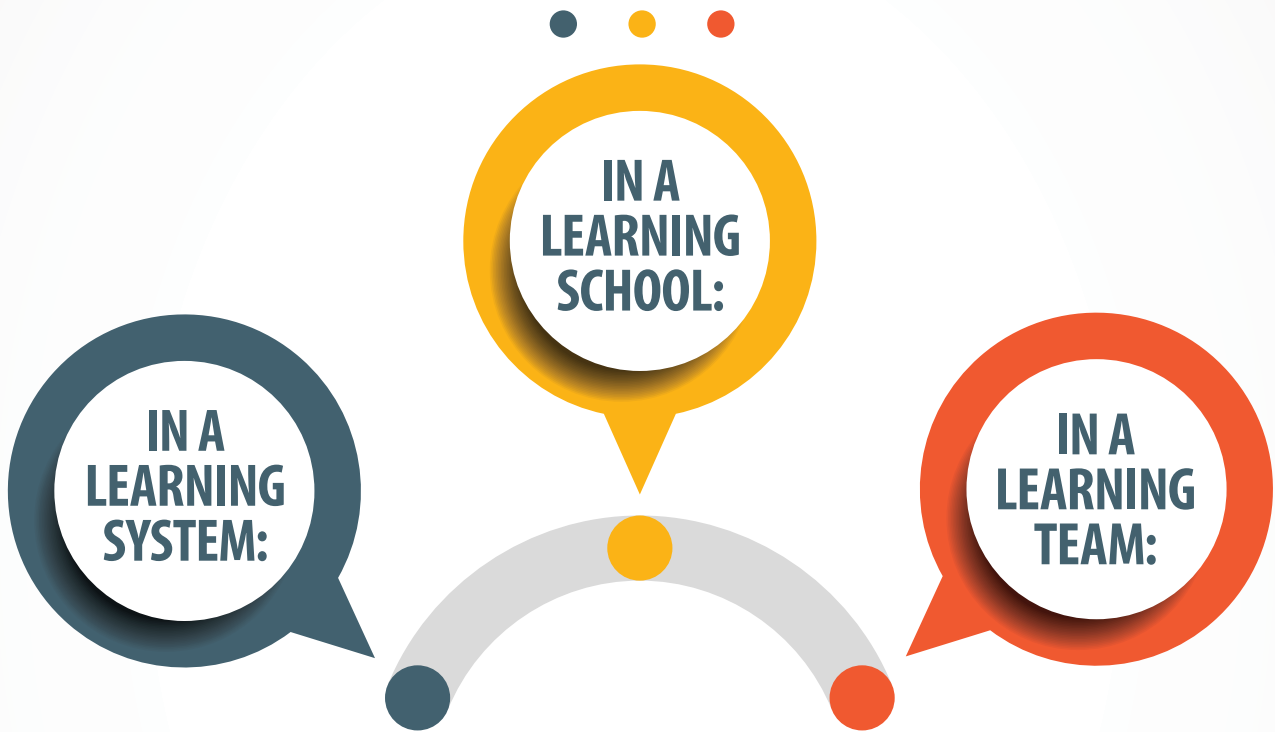 IN A
LEARNING
SYSTEM:
IN A
LEARNING
SCHOOL:
IN A
LEARNING
TEAM: